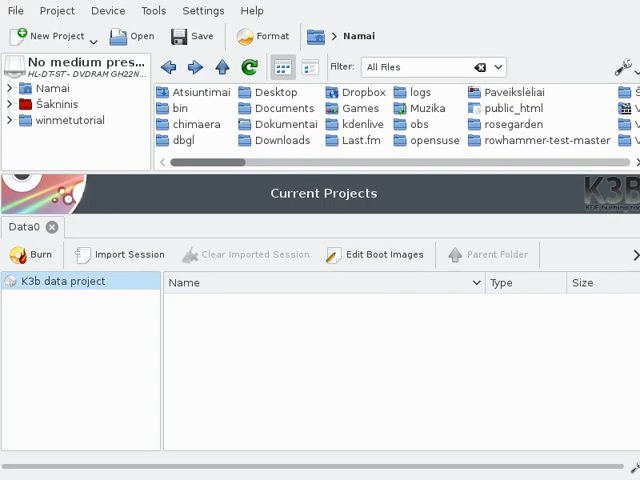 File Project Device Tools Settings Help
New Project Open Save Format > Namai
No medium pres...
HL-DT-ST - DVDRAM GH22N...
Filter: All Files
Namai
Šakninis
winmetutorial
Atsiuntimai Desktop Dropbox logs Paveikslėliai
bin Documents Games Muzika public_html
chimaera Dokumentai kdenlive obs rosegarden
dbgl Downloads Last.fm opensuse rowhammer-test-master
Current Projects K3B
Data0
Burn Import Session Clear Imported Session Edit Boot Images Parent Folder
K3b data project
Name Type Size